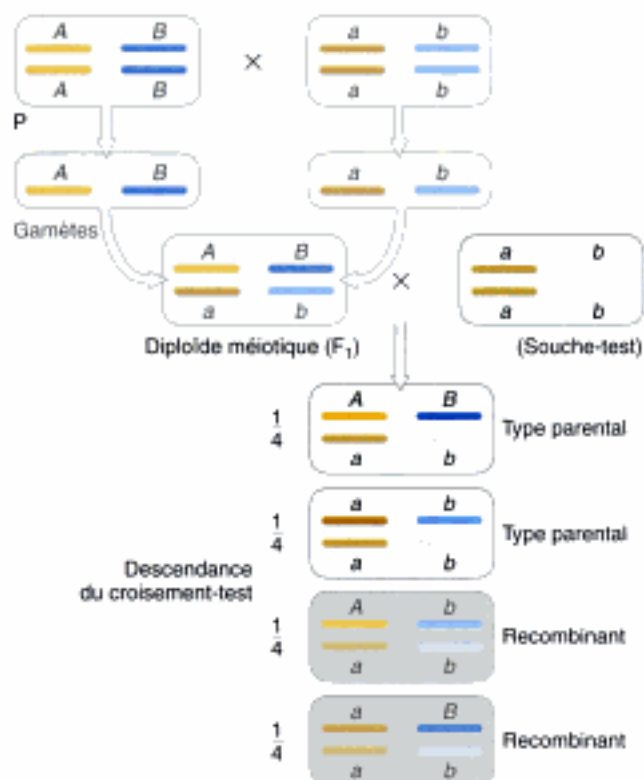 A B a b
×
A B a b
P
A B a b
Gamètes
A B
×
a b
a b
a b
Diploïde méiotique (F1)
(Souche-test)
A B
1/4
Type parental
a b
a b
1/4
Type parental
a b
Descendance
du croisement-test
A b
1/4
Recombinant
a b
a B
1/4
Recombinant
a b